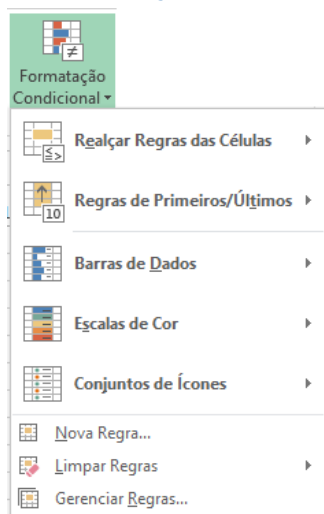 Formatação
Condicional
Realçar Regras das Células
10
Regras de Primeiros/Últimos
Barras de Dados
Escalas de Cor
Conjuntos de Ícones
Nova Regra...
Limpar Regras
Gerenciar Regras...